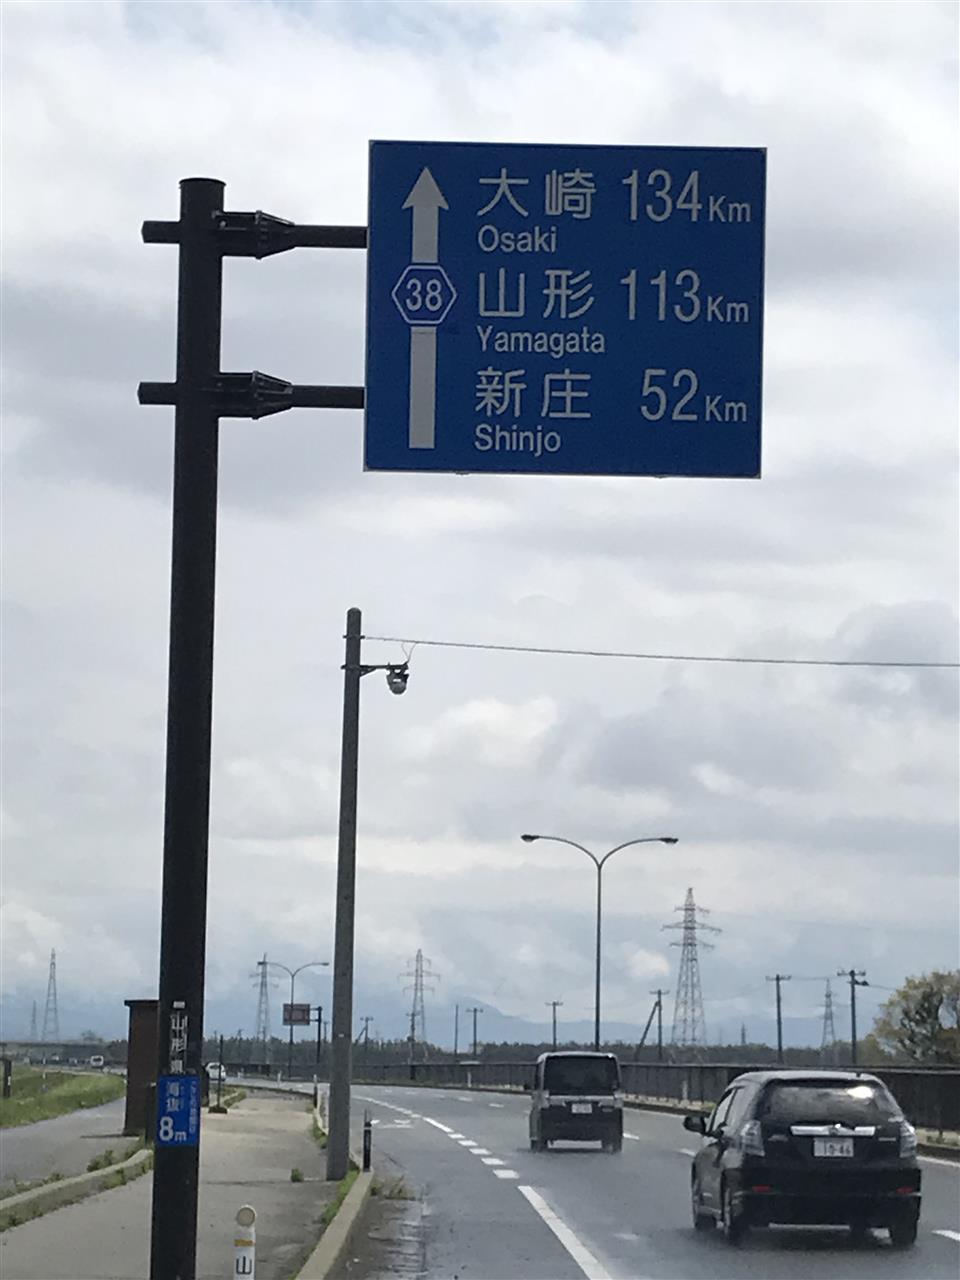 大崎 134Km
Osaki
38
山形 113Km
Yamagata
新庄 52Km
Shinjo
山形県
海抜
8m
山